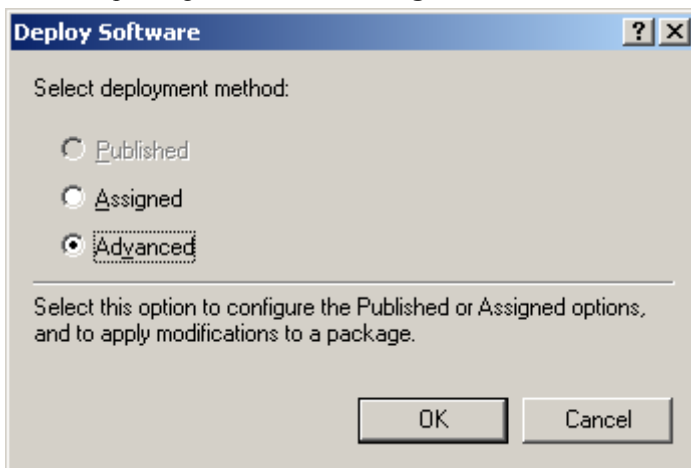 Deploy Software
Select deployment method:
Published
Assigned
Advanced
Select this option to configure the Published or Assigned options,
and to apply modifications to a package.
OK Cancel